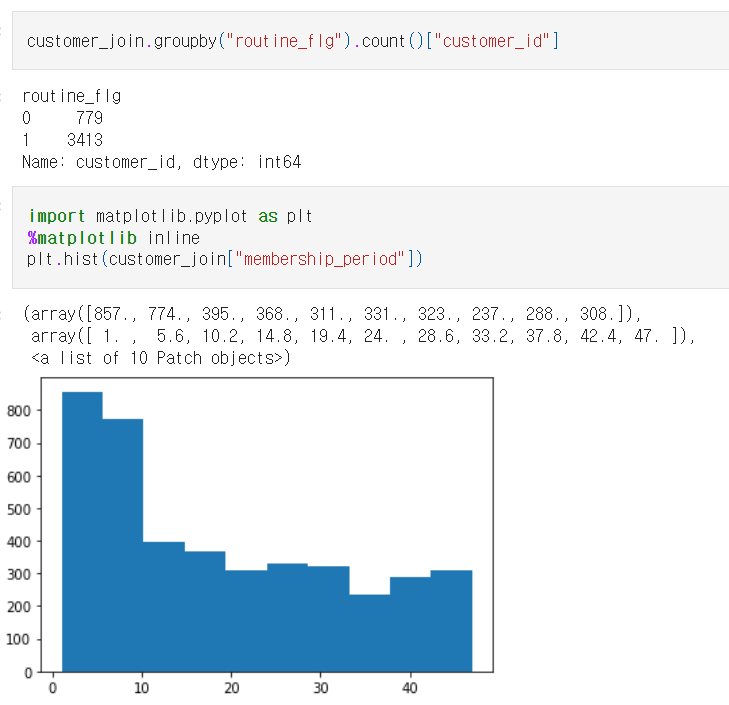 customer_join.groupby("routine_flg").count()["customer_id"]
routine_flg
0 779
1 3413
Name: customer_id, dtype: int64
import matplotlib.pyplot as plt
%matplotlib inline
plt.hist(customer_join["membership_period"])
(array([857., 774., 395., 368., 311., 331., 323., 237., 288., 308.]),
array([ 1. , 5.6, 10.2, 14.8, 19.4, 24. , 28.6, 33.2, 37.8, 42.4, 47. ]),
<a list of 10 Patch objects>)
800
700
600
500
400
300
200
100
0
0 10 20 30 40